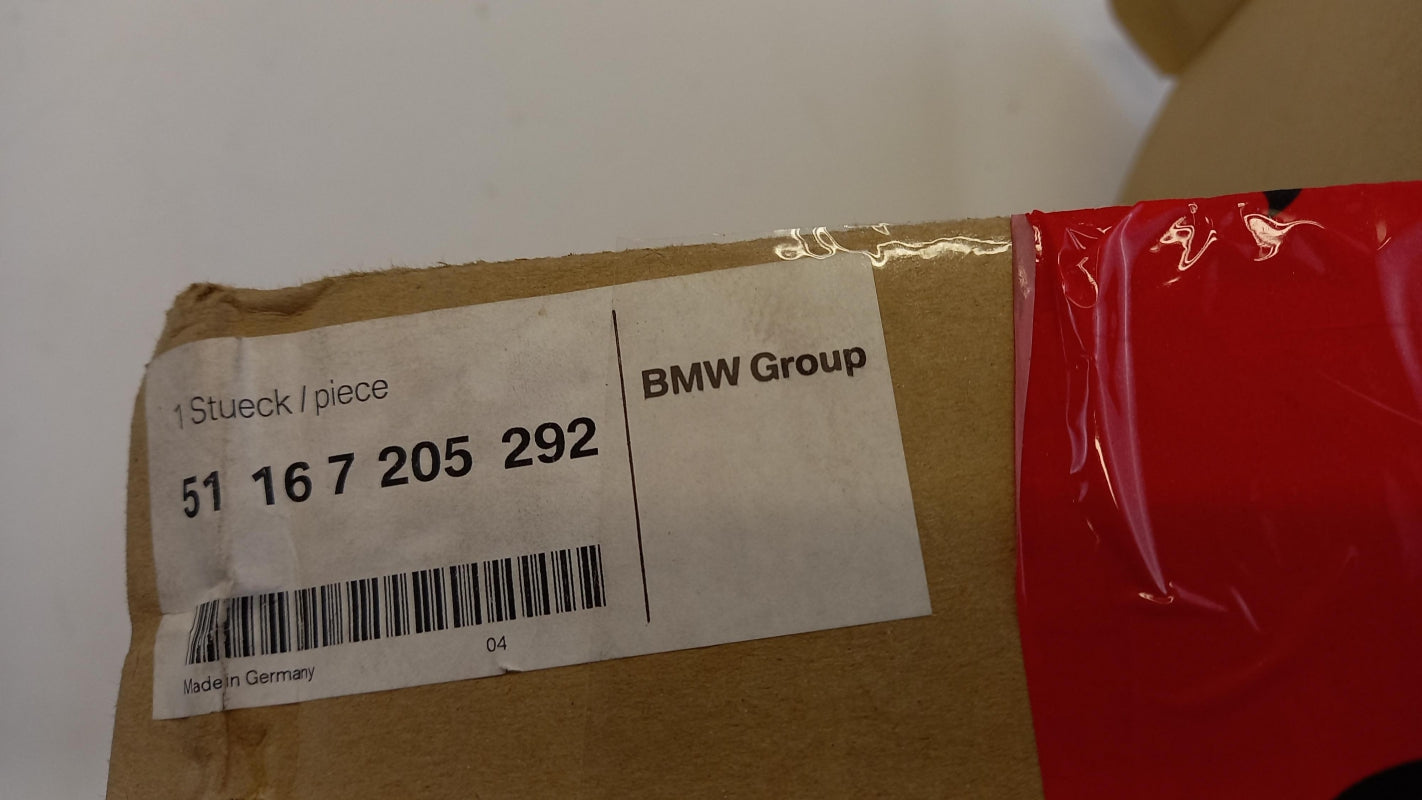 1 Stueck / piece
51 16 7 205 292
04
Made in Germany
BMW Group